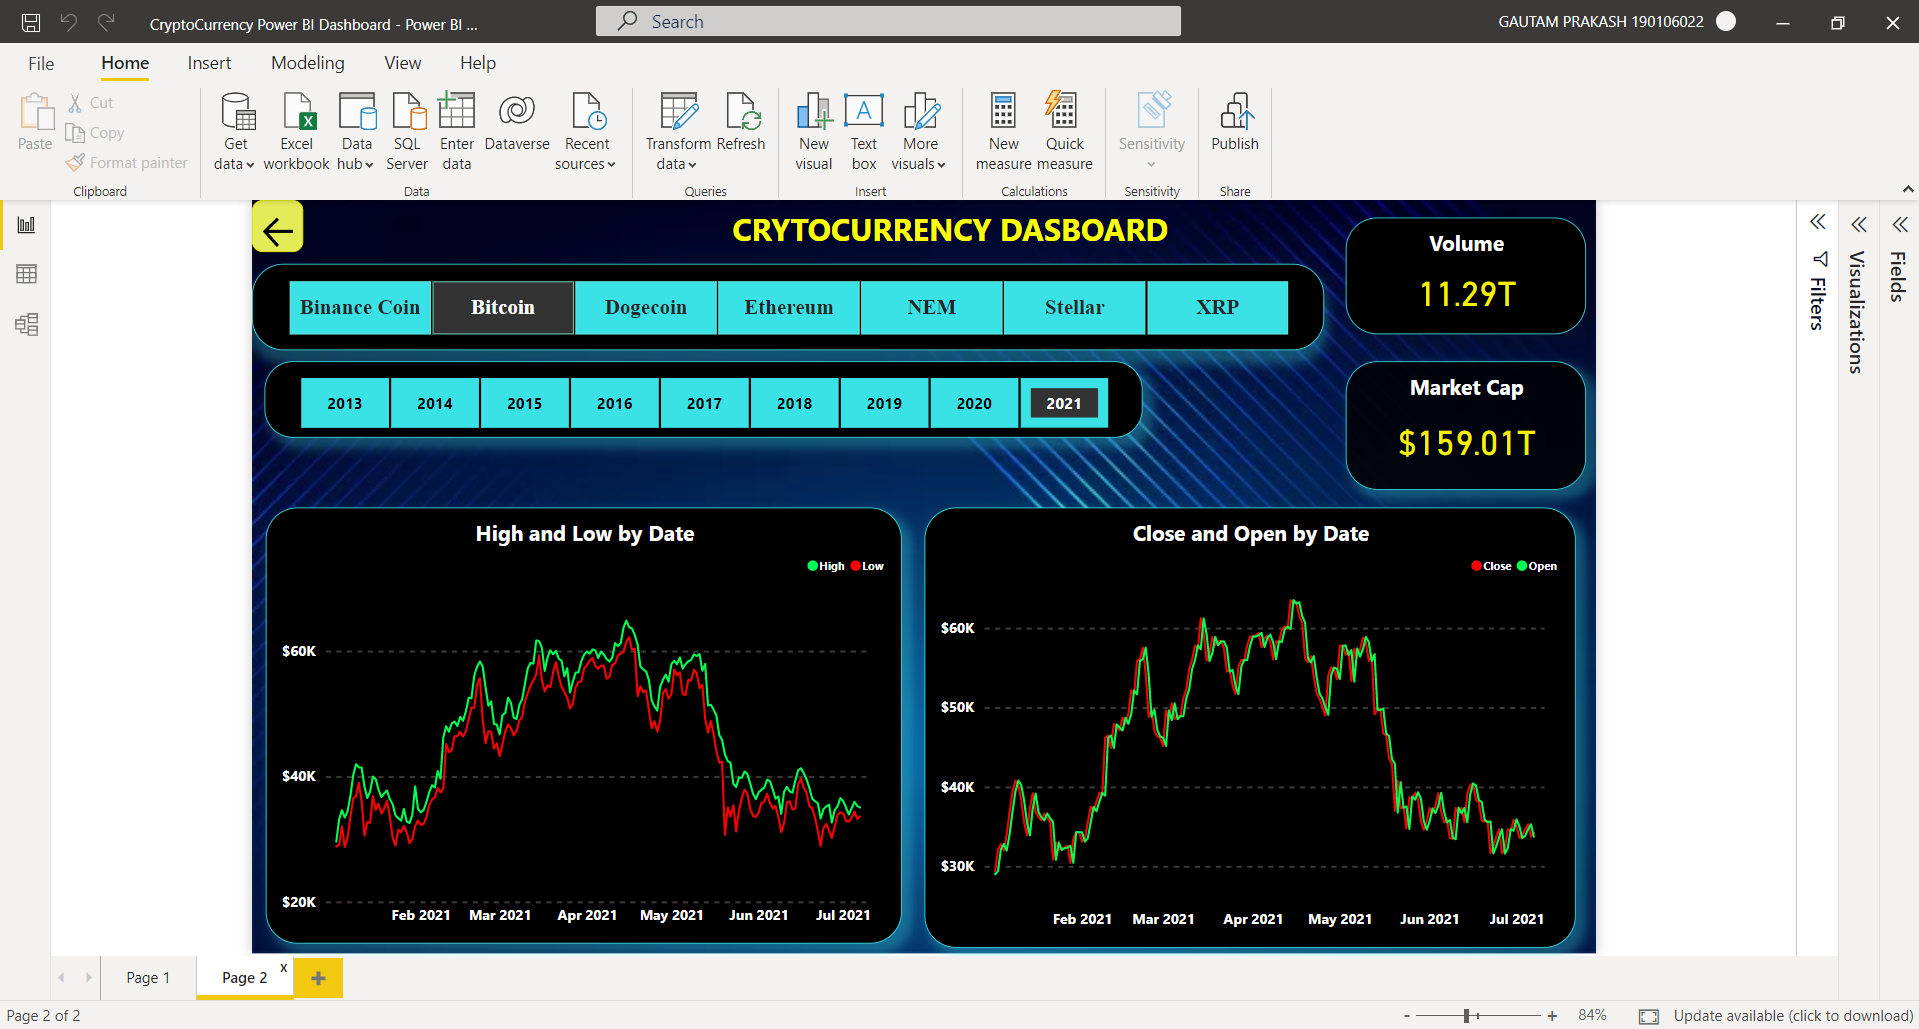 CryptoCurrency Power BI Dashboard - Power BI ...
Search
GAUTAM PRAKASH 190106022
File Home Insert Modeling View Help
Paste
Cut
Copy
Format painter
Clipboard
Get data
Excel workbook
Data hub
SQL Server
Enter data
Dataverse
Recent sources
Data
Transform data
Refresh
Queries
New visual
Text box
More visuals
Insert
New measure
Quick measure
Calculations
Sensitivity
Sensitivity
Publish
Share
CRYTOCURRENCY DASBOARD
Binance Coin Bitcoin Dogecoin Ethereum NEM Stellar XRP
2013 2014 2015 2016 2017 2018 2019 2020 2021
Volume
11.29T
Market Cap
$159.01T
High and Low by Date
High Low
$60K
$40K
$20K
Feb 2021 Mar 2021 Apr 2021 May 2021 Jun 2021 Jul 2021
Close and Open by Date
Close Open
$60K
$50K
$40K
$30K
Feb 2021 Mar 2021 Apr 2021 May 2021 Jun 2021 Jul 2021
Filters
Visualizations
Fields
Page 1
Page 2
x
Page 2 of 2
84%
Update available (click to download)